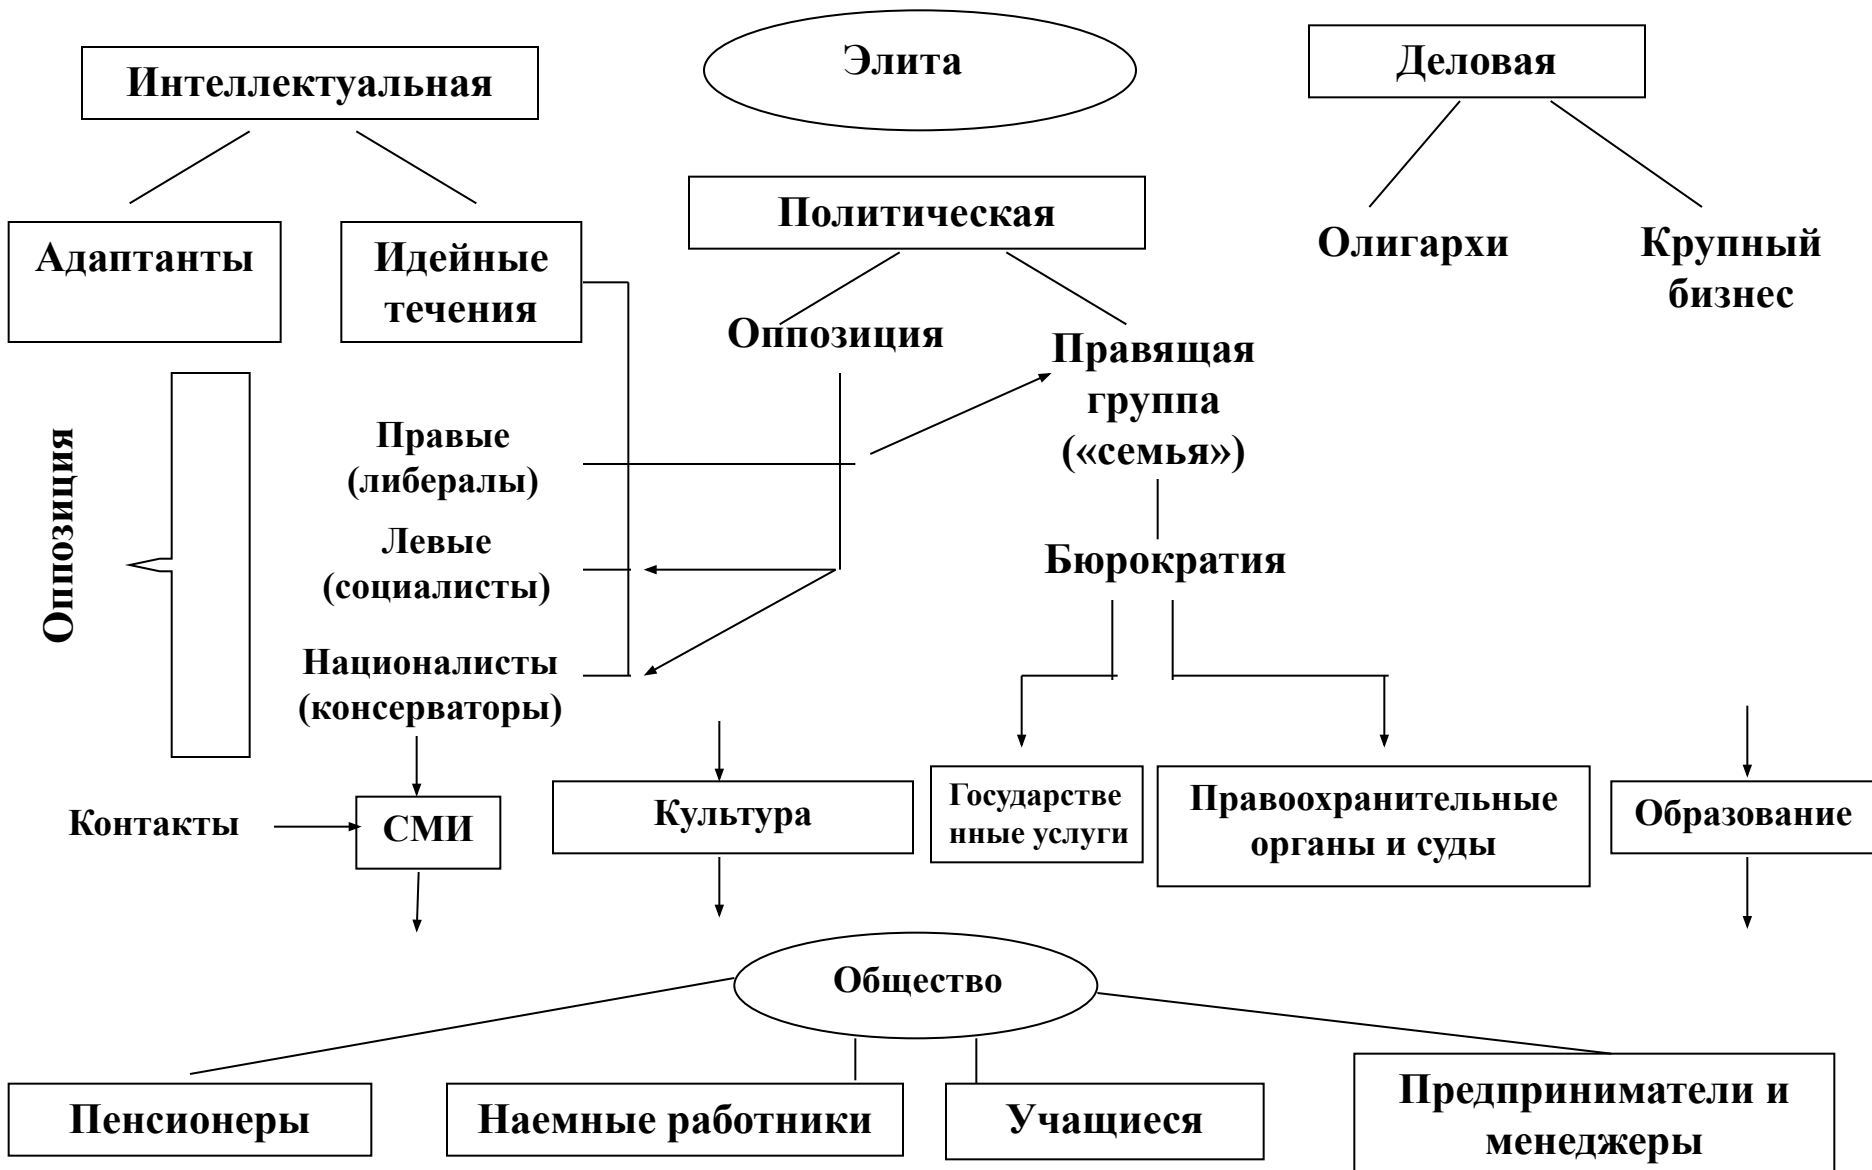 Элита
Интеллектуальная
Деловая
Политическая
Адаптанты
Идейные
течения
Олигархи
Крупный
бизнес
Оппозиция
Правящая
группа
(«семья»)
Оппозиция
Правые
(либералы)
Левые
(социалисты)
Националисты
(консерваторы)
Бюрократия
Контакты
СМИ
Культура
Государстве
нные услуги
Правоохранительные
органы и суды
Образование
Общество
Пенсионеры
Наемные работники
Учащиеся
Предприниматели и
менеджеры